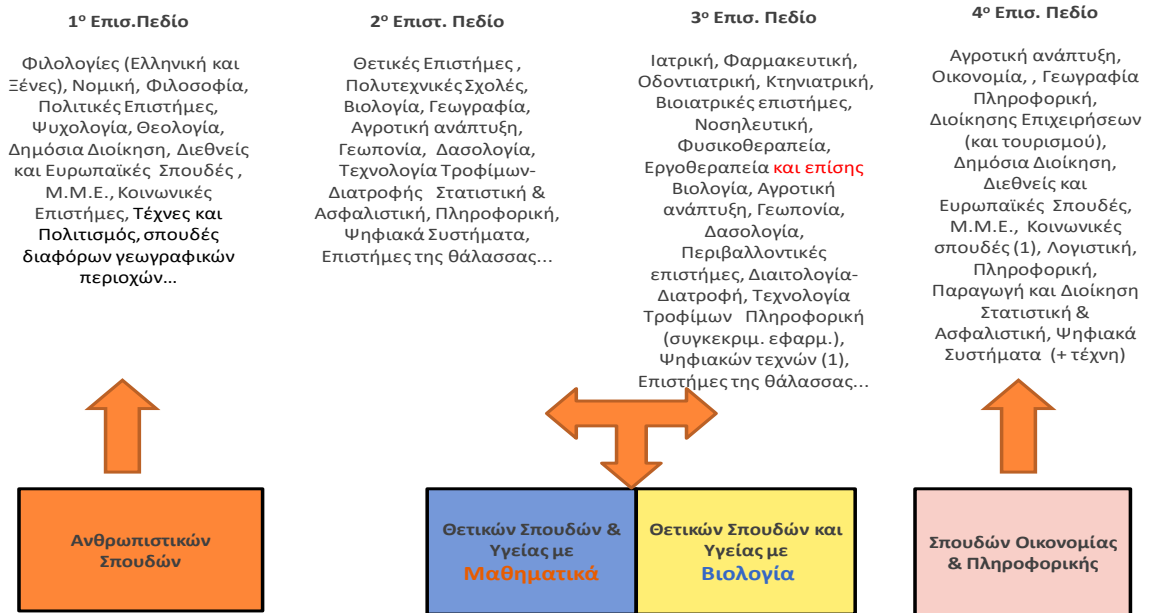 1ο Επισ.Πεδίο
Φιλολογίες (Ελληνική και
Ξένες), Νομική, Φιλοσοφία,
Πολιτικές Επιστήμες,
Ψυχολογία, Θεολογία,
Δημόσια Διοίκηση, Διεθνείς
και Ευρωπαϊκές Σπουδές ,
Μ.Μ.Ε., Κοινωνικές
Επιστήμες, Τέχνες και
Πολιτισμός, σπουδές
διαφόρων γεωγραφικών
περιοχών...
2ο Επιστ. Πεδίο
Θετικές Επιστήμες ,
Πολυτεχνικές Σχολές,
Βιολογία, Γεωγραφία,
Αγροτική ανάπτυξη,
Γεωπονία, Δασολογία,
Τεχνολογία Τροφίμων-
Διατροφής Στατιστική &
Ασφαλιστική, Πληροφορική,
Ψηφιακά Συστήματα,
Επιστήμες της θάλασσας...
3ο Επισ. Πεδίο
Ιατρική, Φαρμακευτική,
Οδοντιατρική, Κτηνιατρική,
Βιοιατρικές επιστήμες,
Νοσηλευτική,
Φυσικοθεραπεία,
Εργοθεραπεία και επίσης
Βιολογία, Αγροτική
ανάπτυξη, Γεωπονία,
Δασολογία,
Περιβαλλοντικές
επιστήμες, Διαιτολογία-
Διατροφή, Τεχνολογία
Τροφίμων Πληροφορική
(συγκεκριμ. εφαρμ.),
Ψηφιακών τεχνών (1),
Επιστήμες της θάλασσας...
4ο Επισ. Πεδίο
Αγροτική ανάπτυξη,
Οικονομία, , Γεωγραφία
Πληροφορική,
Διοίκησης Επιχειρήσεων
(και τουρισμού),
Δημόσια Διοίκηση,
Διεθνείς και
Ευρωπαϊκές Σπουδές,
Μ.Μ.Ε., Κοινωνικές
σπουδές (1), Λογιστική,
Πληροφορική,
Παραγωγή και Διοίκηση
Στατιστική &
Ασφαλιστική, Ψηφιακά
Συστήματα (+ τέχνη)
Ανθρωπιστικών
Σπουδών
Θετικών Σπουδών &
Υγείας με
Μαθηματικά
Θετικών Σπουδών και
Υγείας με
Βιολογία
Σπουδών Οικονομίας
& Πληροφορικής